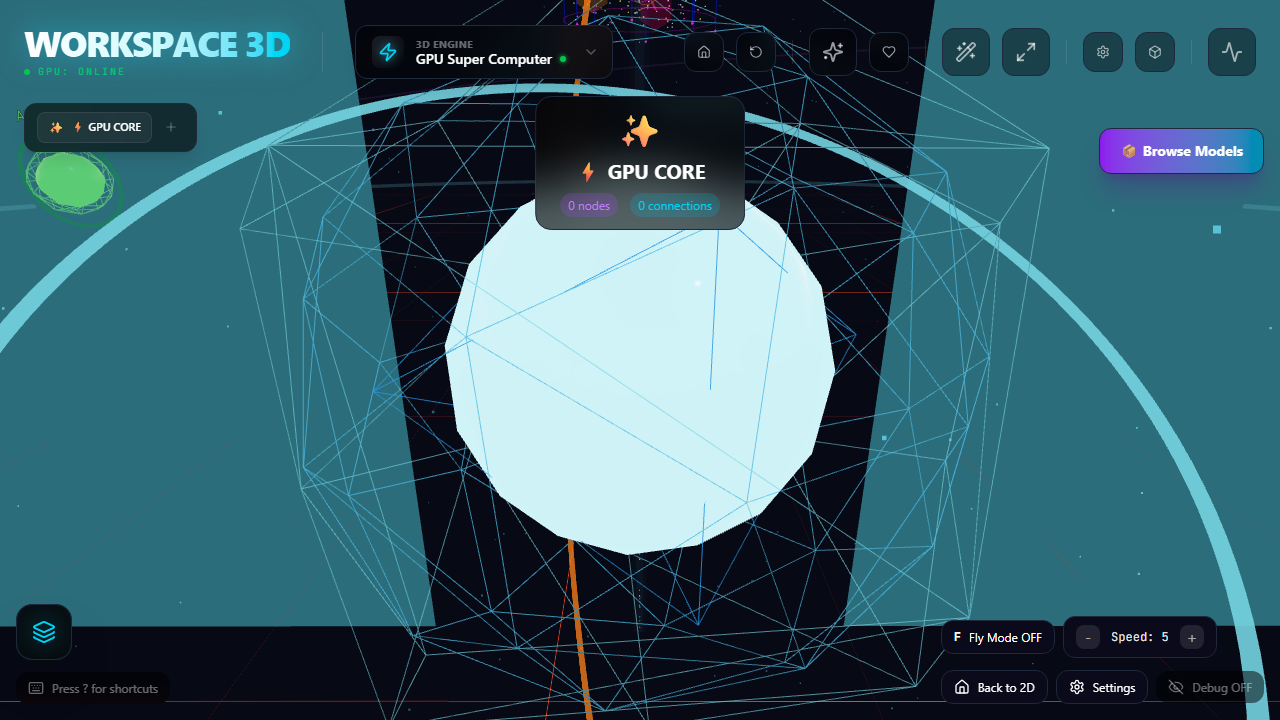 WORKSPACE 3D
GPU: ONLINE
3D ENGINE
GPU Super Computer
GPU CORE
+
GPU CORE
0 nodes
0 connections
Browse Models
F Fly Mode OFF
- Speed: 5 +
Press ? for shortcuts
Back to 2D
Settings
Debug OFF